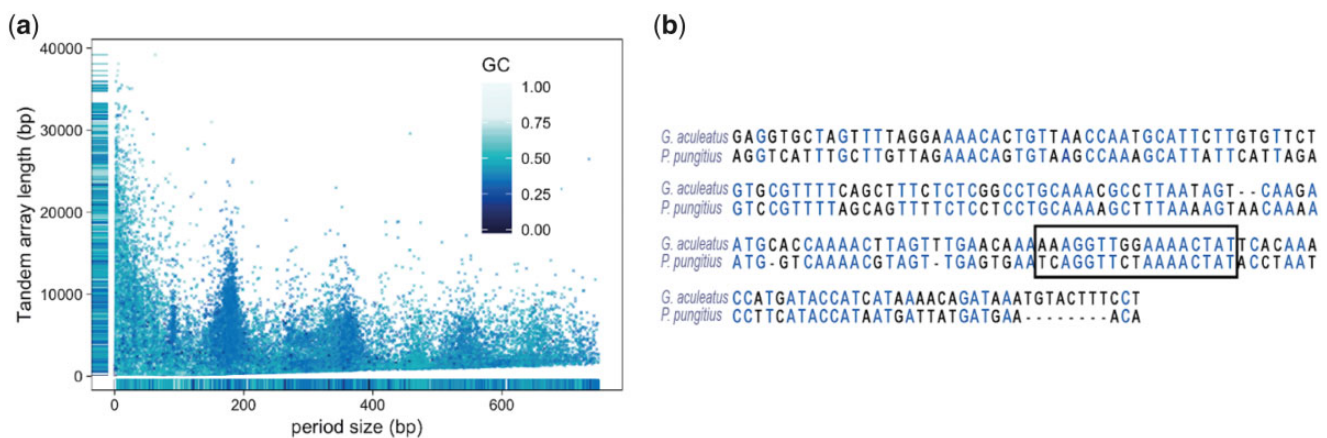 (a)
40000
30000
20000
10000
0
Tandem array length (bp)
GC
1.00
0.75
0.50
0.25
0.00
0
200
400
600
period size (bp)
(b)
G. aculeatus GAGGTGCTAGTTTTAGGAAAACACTGTTAACCAATGCATTCTTGTGTTCT
P. pungitius AGGTCATTTGCTTGTTAGAAACAGTGTAAGCCAAAGCATTATTCATTAGA
G. aculeatus GTGCGTTTTCAGCTTTCTCTCGGCCTGCAAACGCCTTAATAGT--CAAGA
P. pungitius GTCCGTTTTAGCAGTTTTCTCCTCCTGCAAAAGCTTTAAAAGTAACAAAA
G. aculeatus ATGCACCAAAACTTAGTTTGAACAAAAAAGGTTGGAAAACTATTCACAAA
P. pungitius ATG-GTCAAAACGTAGT-TGAGTGAATCAGGTTCTAAAACTATACCTAAT
G. aculeatus CCATGATACCATCATAAAACAGATAAATGTACTTTCCT
P. pungitius CCTTCATACCATAATGATTATGATGAA--------ACA